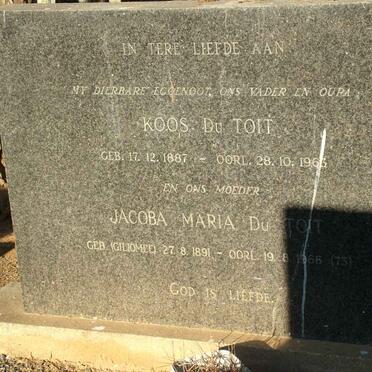 IN TERE LIEFDE AAN
MY DIERBARE EGGENOOT, ONS VADER EN OUPA,
KOOS DU TOIT
GEB. 17. 12. 1887 – OORL. 28. 10. 1963
EN ONS MOEDER
JACOBA MARIA DU TOIT
GEB. (GILIOMEE) 27. 8. 1891 – OORL. 19. 8. 1966 (73)
GOD IS LIEFDE.